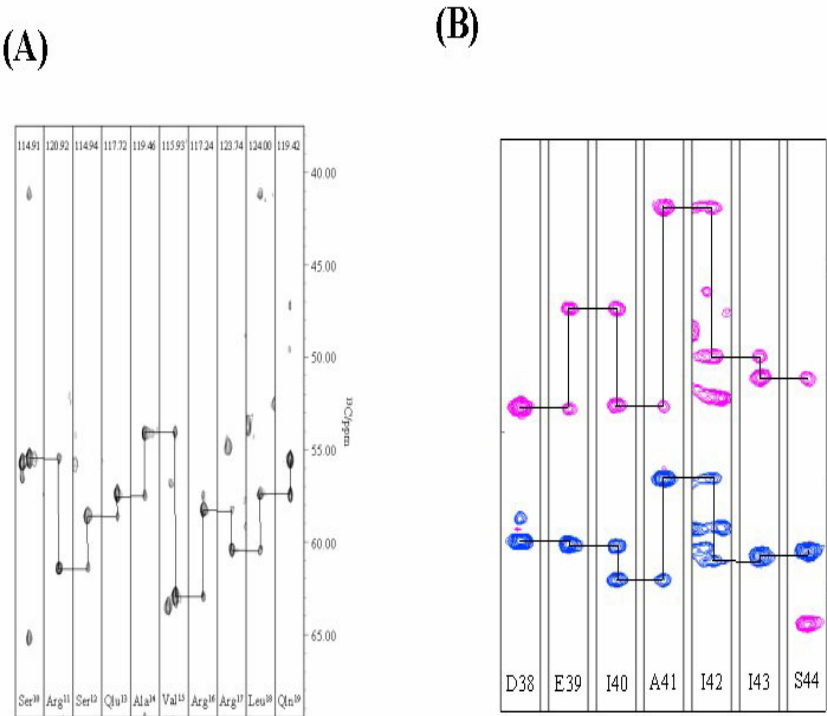 (A)
(B)
114.91 120.92 114.94 117.72 119.46 115.93 117.24 123.74 124.00 119.42
40.00
45.00
50.00
55.00
60.00
65.00
13C/ppm
Ser10 Arg11 Ser12 Qlu13 Ala14 Val15 Arg16 Arg17 Leu18 Qln19
D38 E39 I40 A41 I42 I43 S44